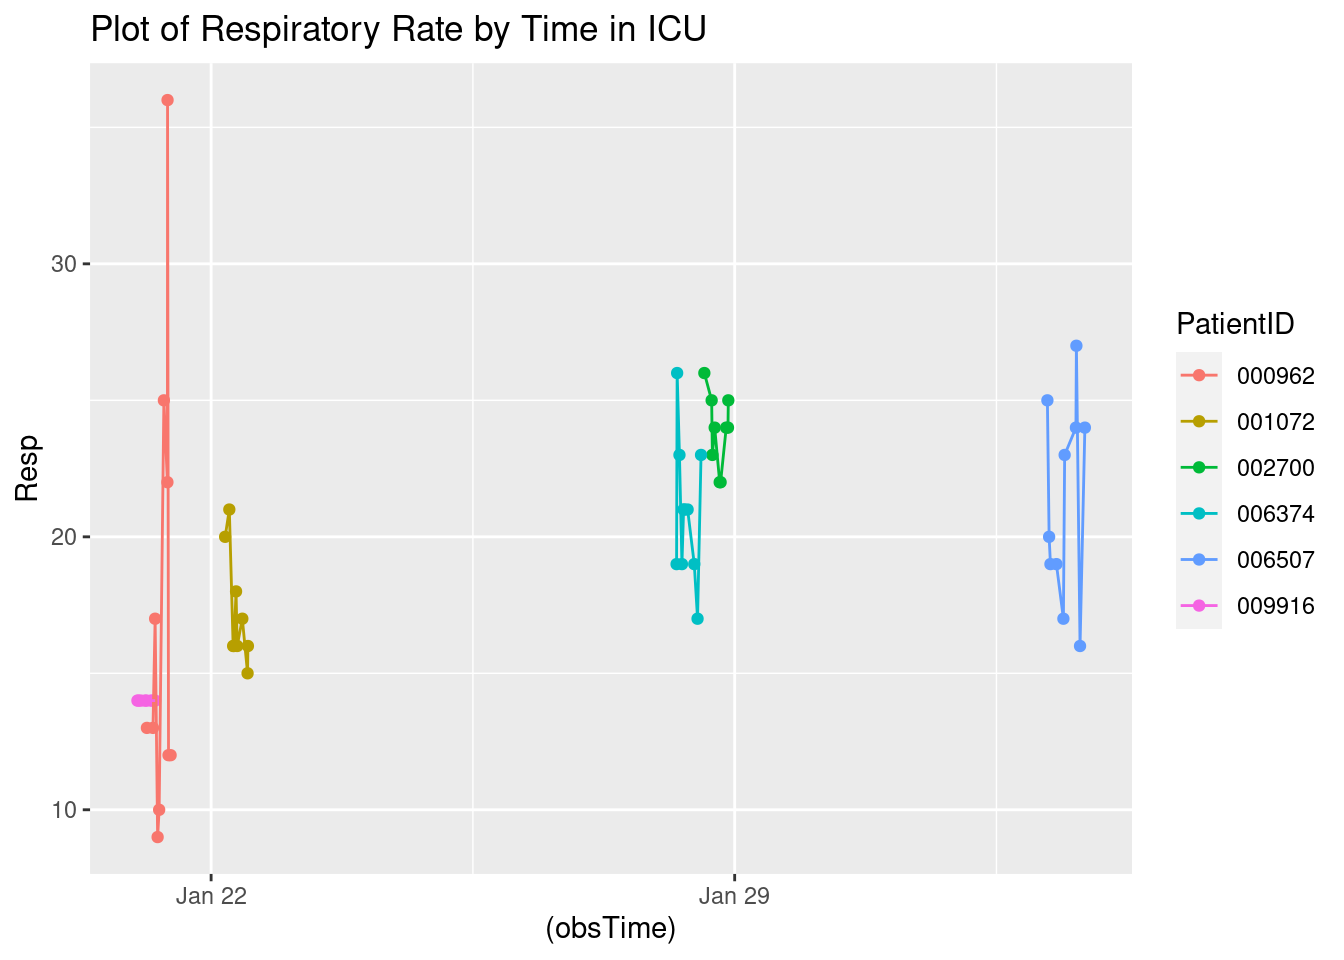 Plot of Respiratory Rate by Time in ICU
Resp
30
20
10
Jan 22
Jan 29
(obsTime)
PatientID
000962
001072
002700
006374
006507
009916